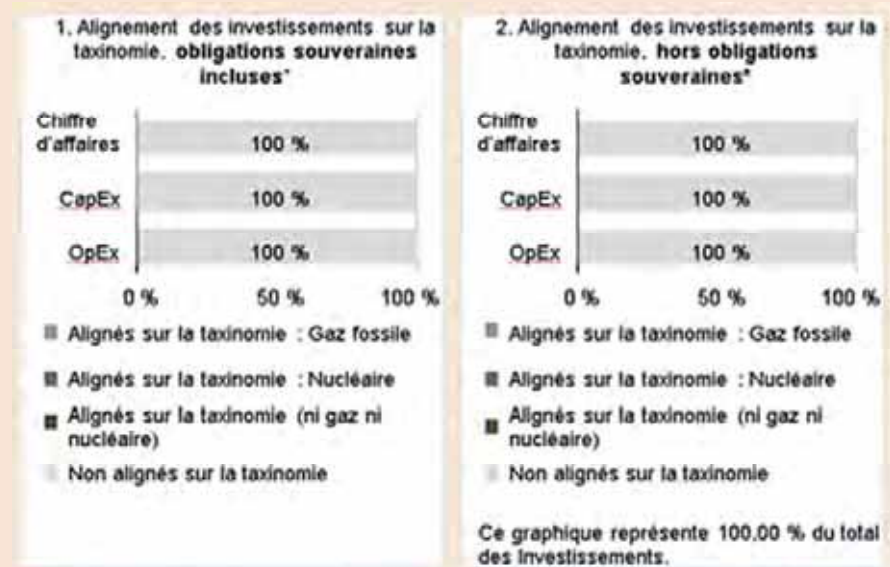 1. Alignement des investissements sur la
taxinomie, obligations souveraines
incluses*
Chiffre
d'affaires
100 %
CapEx
100 %
OpEx
100 %
0 %
50 %
100 %
Alignés sur la taxinomie : Gaz fossile
Alignés sur la taxinomie : Nucléaire
Alignés sur la taxinomie (ni gaz ni
nucléaire)
Non alignés sur la taxinomie
2. Alignement des investissements sur la
taxinomie, hors obligations
souveraines*
Chiffre
d'affaires
100 %
CapEx
100 %
OpEx
100 %
0 %
50 %
100 %
Alignés sur la taxinomie : Gaz fossile
Alignés sur la taxinomie : Nucléaire
Alignés sur la taxinomie (ni gaz ni
nucléaire)
Non alignés sur la taxinomie
Ce graphique représente 100,00 % du total
des Investissements.